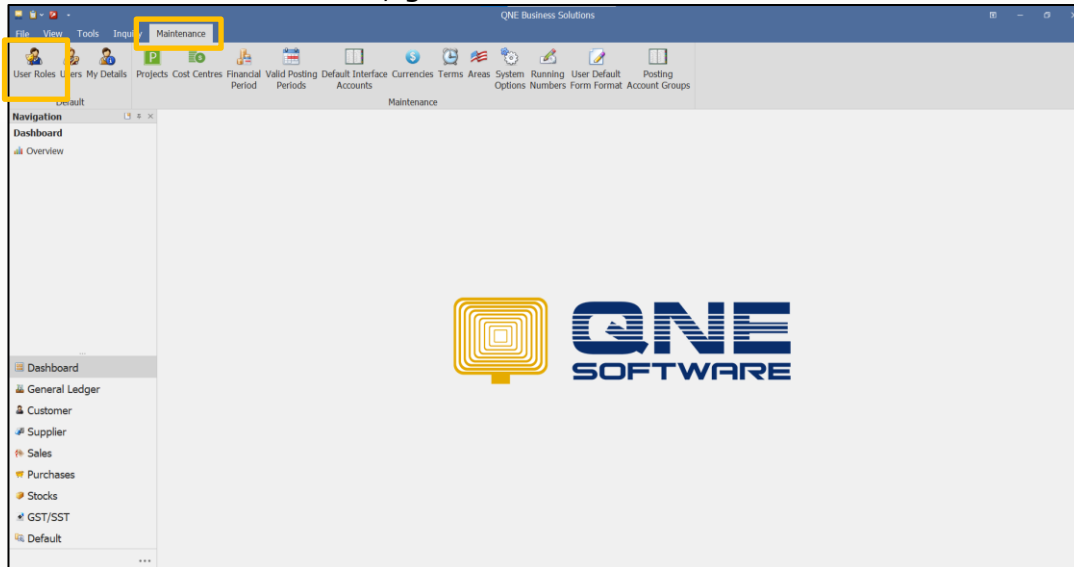 QNE Business Solutions
File View Tools Inquiry Maintenance
User Roles Users My Details Projects Cost Centres Financial Period Valid Posting Periods Default Interface Accounts Currencies Terms Areas System Options Running Numbers User Default Form Format Posting Account Groups
Default Maintenance
Navigation
Dashboard
Overview
QNE
SOFTWARE
Dashboard
General Ledger
Customer
Supplier
Sales
Purchases
Stocks
GST/SST
Default